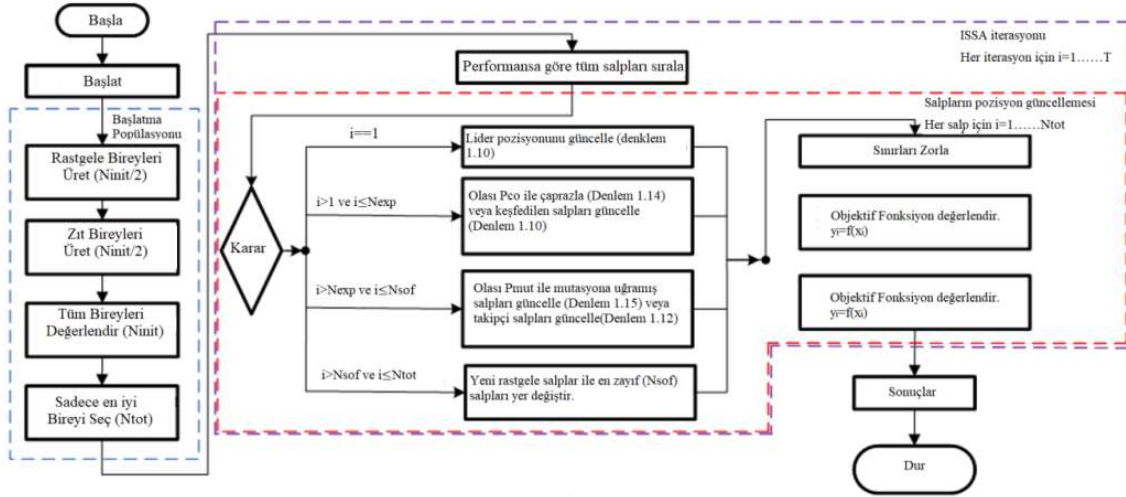 Başla
Başlat
Başlatma
Popülasyonu
Rastgele Bireyleri
Üret (Ninit/2)
Zıt Bireyleri
Üret (Ninit/2)
Tüm Bireyleri
Değerlendir (Ninit)
Sadece en iyi
Bireyi Seç (Ntot)
ISSA iterasyonu
Her iterasyon için i=1……T
Performansa göre tüm salpları sırala
Salpların pozisyon güncellemesi
Her salp için i=1……Ntot
Karar
i==1
Lider pozisyonunu güncelle (denklem
1.10)
i>1 ve i≤Nexp
Olası Pco ile çaprazla (Denlem 1.14)
veya keşfedilen salpları güncelle
(Denlem 1.10)
i>Nexp ve i≤Nsof
Olası Pmut ile mutasyona uğramış
salpları güncelle (Denlem 1.15) veya
takipçi salpları güncelle(Denlem 1.12)
i>Nsof ve i≤Ntot
Yeni rastgele salplar ile en zayıf (Nsof)
salpları yer değiştir.
Sınırları Zorla
Objektif Fonksiyon değerlendir.
yi=f(xi)
Objektif Fonksiyon değerlendir.
yi=f(xi)
Sonuçlar
Dur